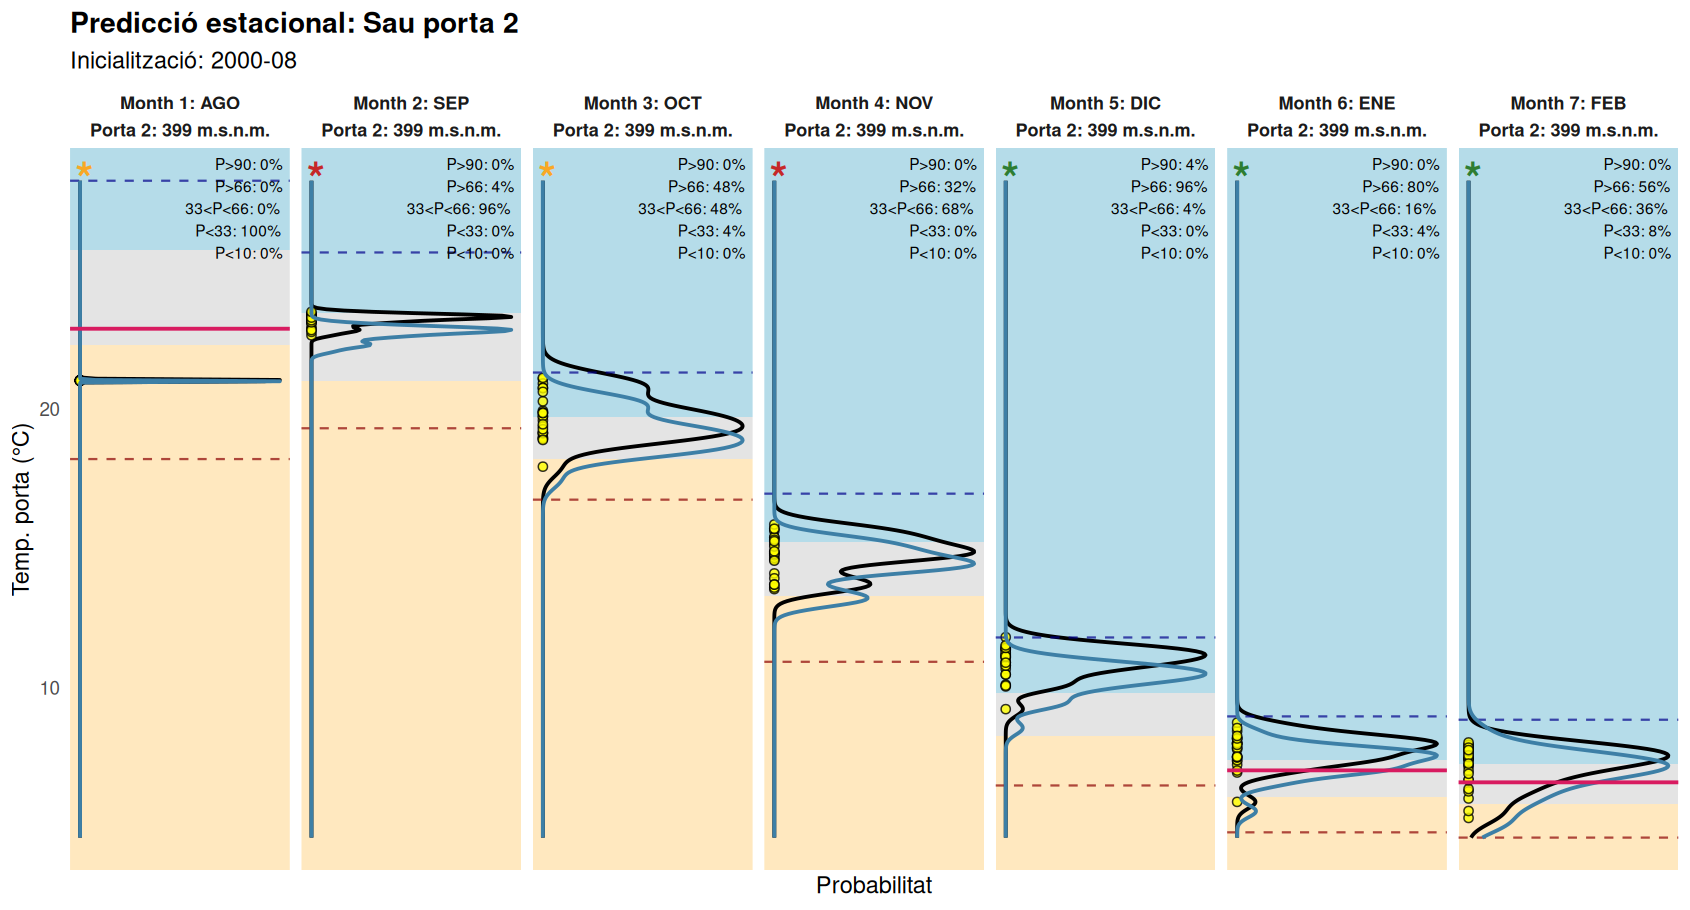 Predicció estacional: Sau porta 2
Inicialització: 2000-08
Month 1: AGO
Porta 2: 399 m.s.n.m.
Month 2: SEP
Porta 2: 399 m.s.n.m.
Month 3: OCT
Porta 2: 399 m.s.n.m.
Month 4: NOV
Porta 2: 399 m.s.n.m.
Month 5: DIC
Porta 2: 399 m.s.n.m.
Month 6: ENE
Porta 2: 399 m.s.n.m.
Month 7: FEB
Porta 2: 399 m.s.n.m.
*
P>90: 0%
P>66: 0%
33<P<66: 0%
P<33: 100%
P<10: 0%
*
P>90: 0%
P>66: 4%
33<P<66: 96%
P<33: 0%
P<10: 0%
*
P>90: 0%
P>66: 48%
33<P<66: 48%
P<33: 4%
P<10: 0%
*
P>90: 0%
P>66: 32%
33<P<66: 68%
P<33: 0%
P<10: 0%
*
P>90: 4%
P>66: 96%
33<P<66: 4%
P<33: 0%
P<10: 0%
*
P>90: 0%
P>66: 80%
33<P<66: 16%
P<33: 4%
P<10: 0%
*
P>90: 0%
P>66: 56%
33<P<66: 36%
P<33: 8%
P<10: 0%
20
10
Temp. porta (°C)
Probabilitat